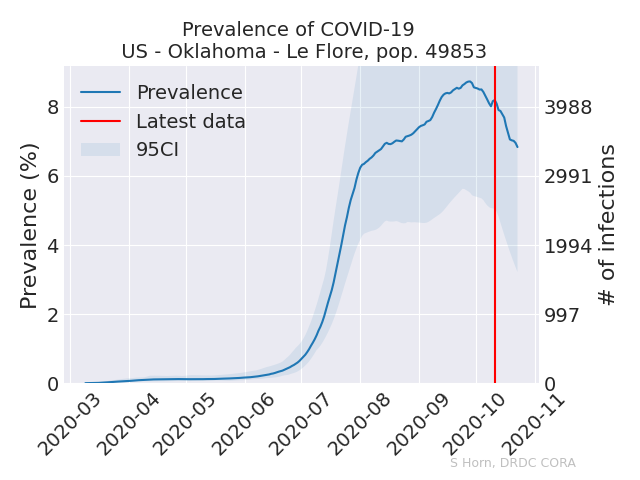 Prevalence of COVID-19
US - Oklahoma - Le Flore, pop. 49853
Prevalence
Latest data
95CI
Prevalence (%)
8
6
4
2
0
# of infections
3988
2991
1994
997
0
2020-03
2020-04
2020-05
2020-06
2020-07
2020-08
2020-09
2020-10
2020-11
S Horn, DRDC CORA